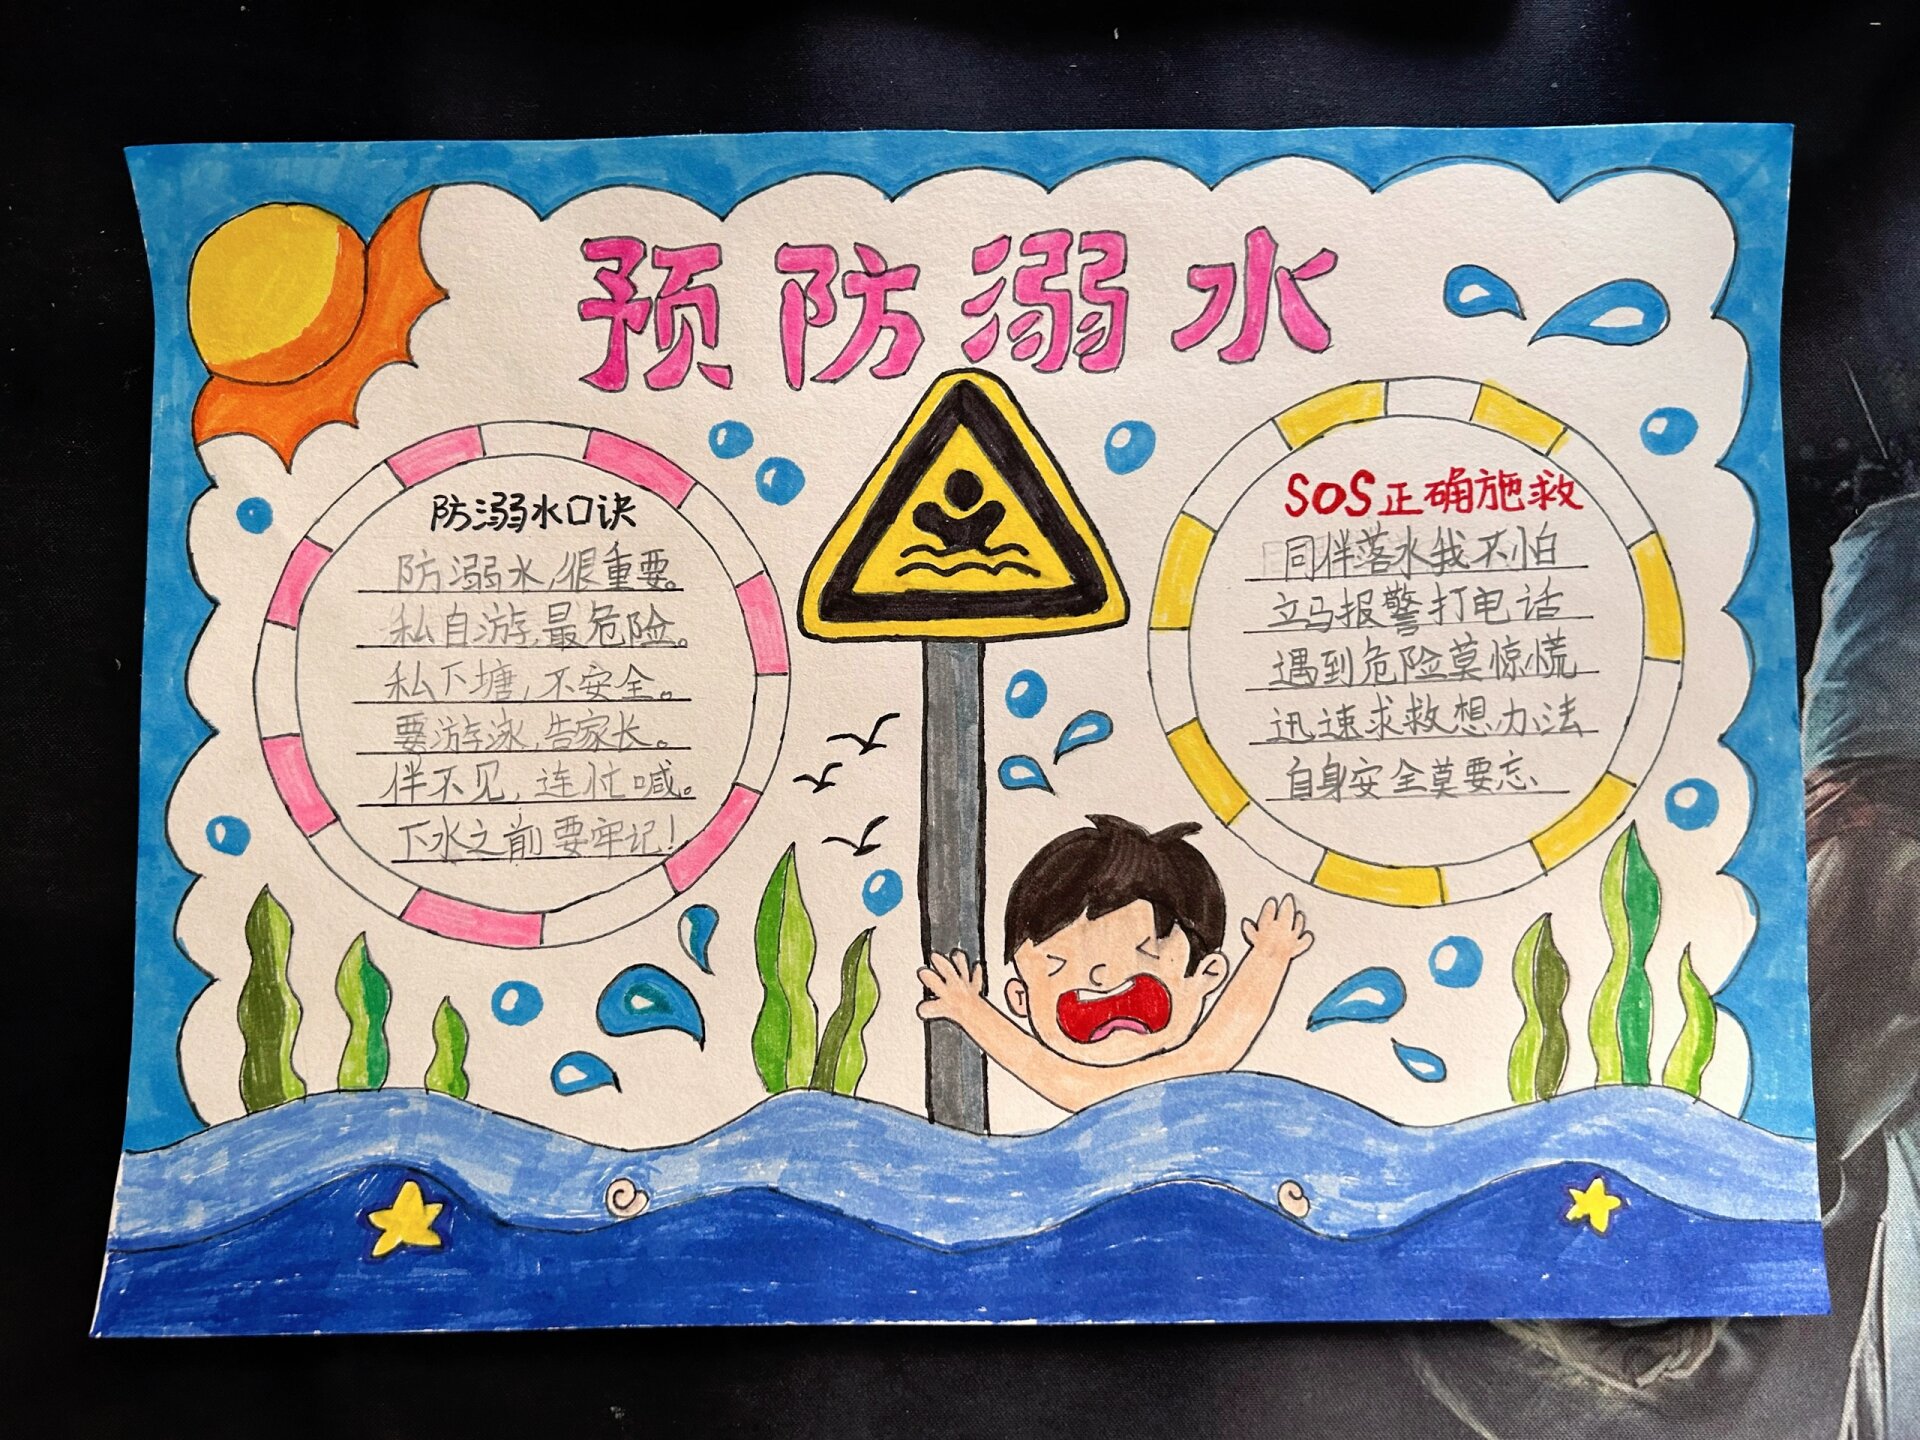 预防溺水
防溺水口诀
防溺水,很重要。
私自游,最危险。
私下塘,不安全。
要游泳,告家长。
伴不见,连忙喊。
下水之前要牢记!
SOS正确施救
同伴落水我不怕
立马报警打电话
遇到危险莫惊慌
迅速求救想办法
自身安全莫要忘